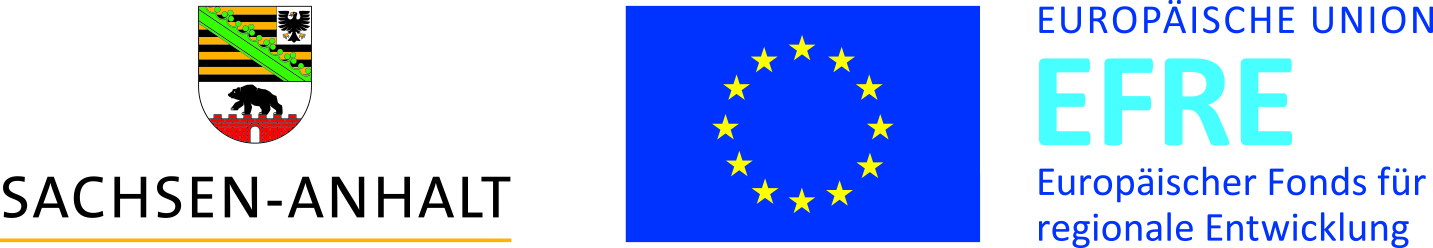 SACHSEN-ANHALT
EUROPÄISCHE UNION
EFRE
Europäischer Fonds für
regionale Entwicklung